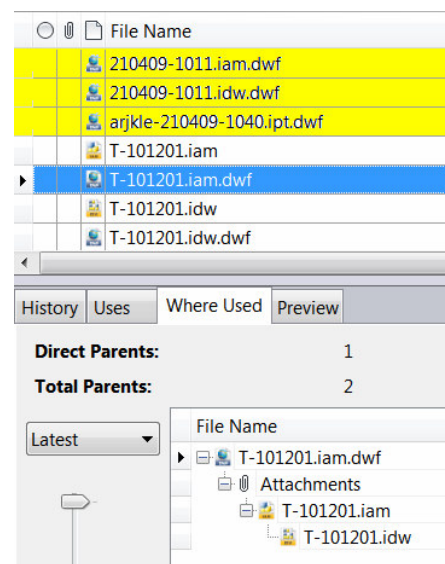 File Name
210409-1011.iam.dwf
210409-1011.idw.dwf
arjkle-210409-1040.ipt.dwf
T-101201.iam
T-101201.iam.dwf
T-101201.idw
T-101201.idw.dwf
History Uses Where Used Preview
Direct Parents: 1
Total Parents: 2
Latest
File Name
T-101201.iam.dwf
Attachments
T-101201.iam
T-101201.idw